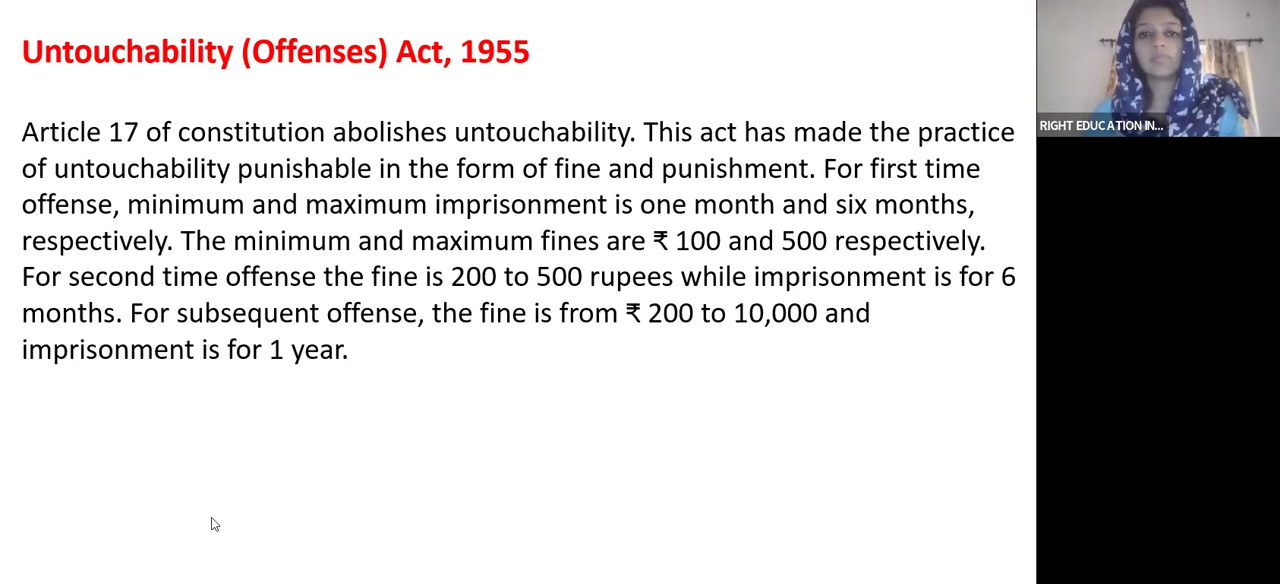 Untouchability (Offenses) Act, 1955
Article 17 of constitution abolishes untouchability. This act has made the practice
of untouchability punishable in the form of fine and punishment. For first time
offense, minimum and maximum imprisonment is one month and six months,
respectively. The minimum and maximum fines are ₹ 100 and 500 respectively.
For second time offense the fine is 200 to 500 rupees while imprisonment is for 6
months. For subsequent offense, the fine is from ₹ 200 to 10,000 and
imprisonment is for 1 year.
RIGHT EDUCATION IN...